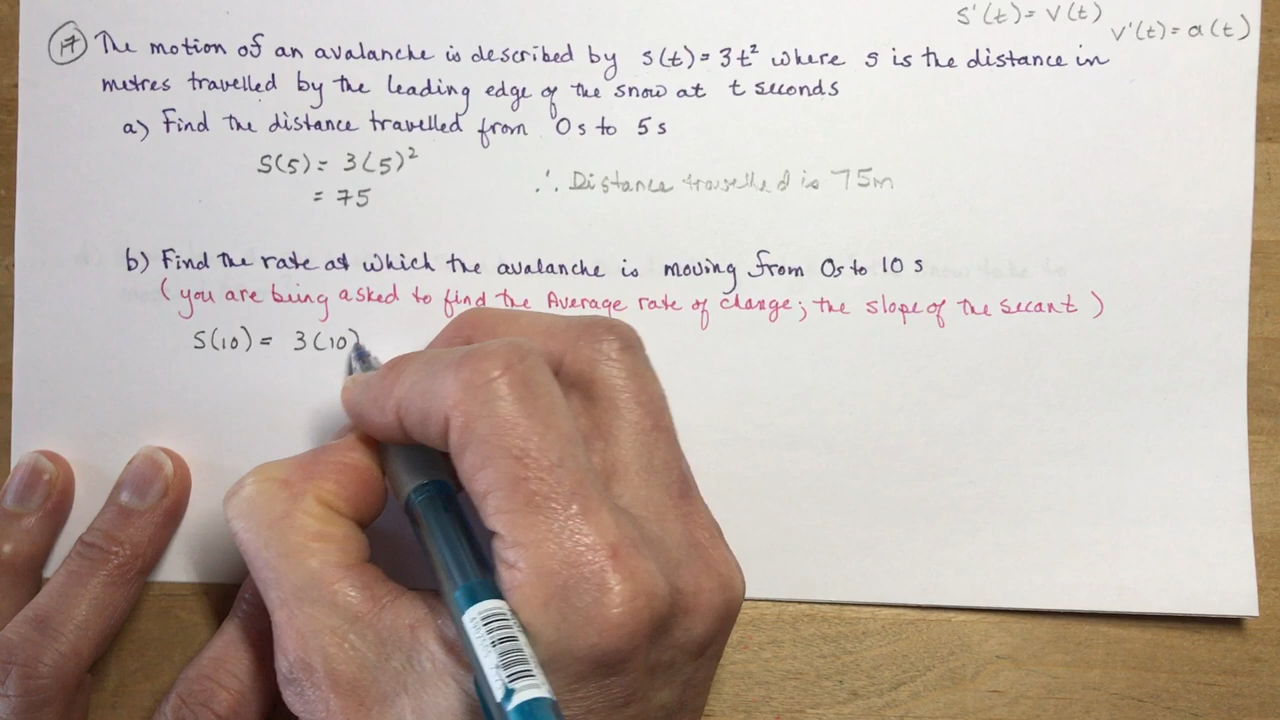 S'(t) = V(t)
V'(t) = a(t)
17 The motion of an avalanche is described by s(t) = 3t² where s is the distance in
metres travelled by the leading edge of the snow at t seconds
a) Find the distance travelled from 0s to 5s
S(5) = 3(5)²
= 75
∴ Distance travelled is 75m
b) Find the rate at which the avalanche is moving from 0s to 10 s
(you are being asked to find the Average rate of change; the slope of the secant)
S(10) = 3(10)